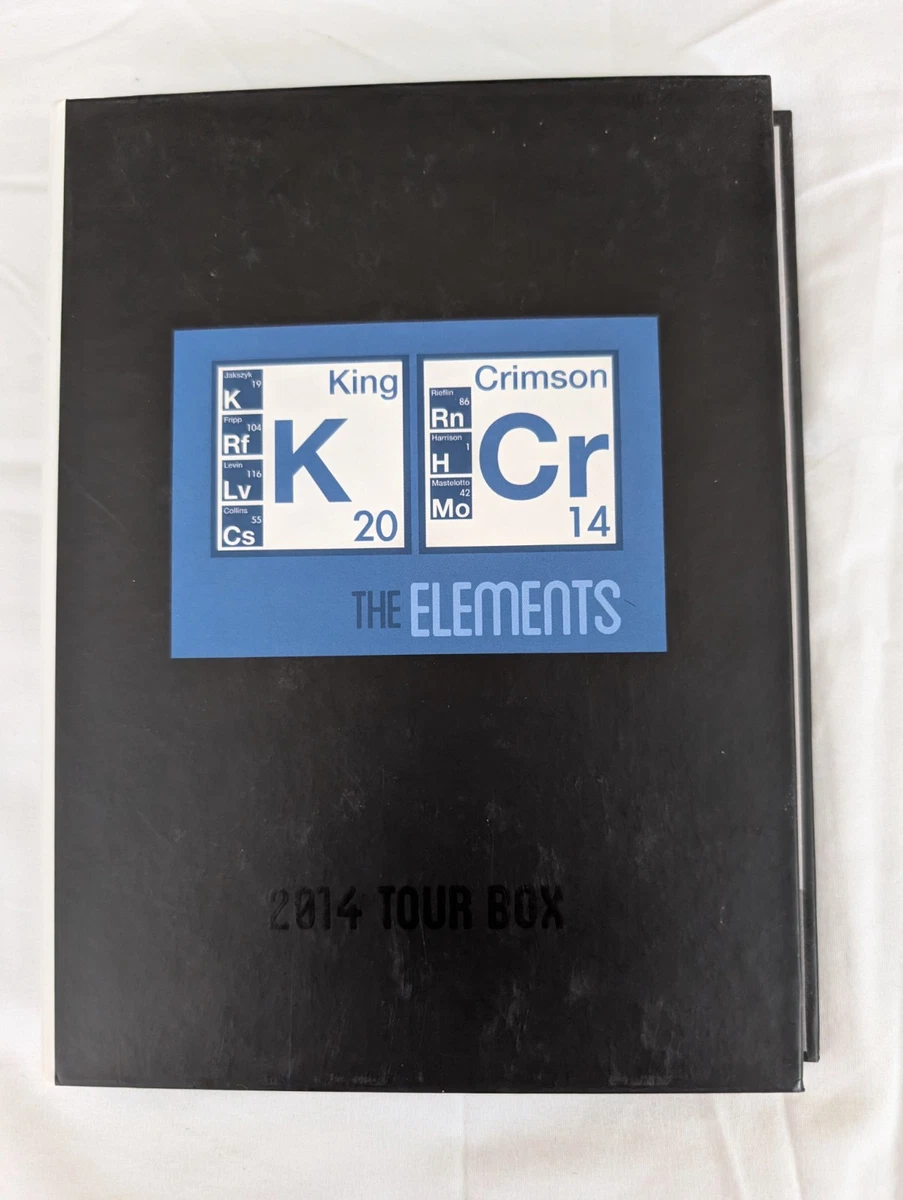 King
Jakszyk
19
K
Fripp
104
Rf
Levin
116
Lv
Collins
55
Cs
K
20
Crimson
Rieflin
86
Rn
Harrison
1
H
Mastelotto
42
Mo
Cr
14
THE ELEMENTS
2014 TOUR BOX